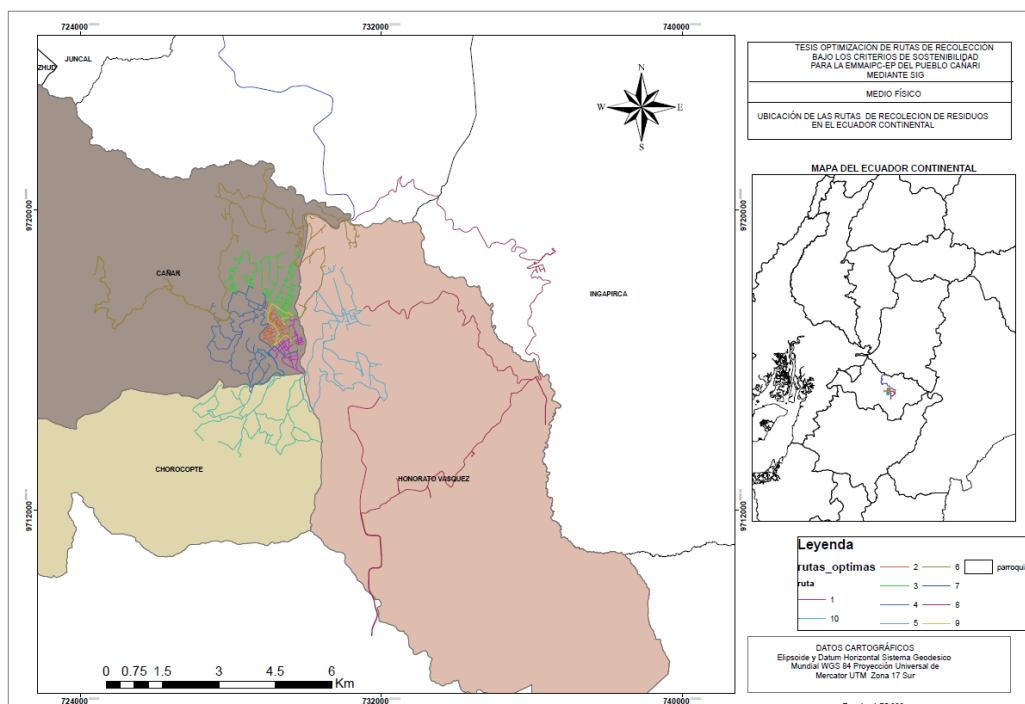 724000
732000
740000
JUNCAL
ZHUD
N
W
E
S
9720000
9720000
CAÑAR
INGAPIRCA
CHOROCOPTE
HONORATO VASQUEZ
9712000
9712000
0 0.75 1.5 3 4.5 6
Km
724000
732000
740000
TESIS OPTIMIZACIÓN DE RUTAS DE RECOLECCIÓN
BAJO LOS CRITERIOS DE SOSTENIBILIDAD
PARA LA EMMAIPC-EP DEL PUEBLO CAÑARI
MEDIANTE SIG
MEDIO FÍSICO
UBICACIÓN DE LAS RUTAS DE RECOLECION DE RESIDUOS
EN EL ECUADOR CONTINENTAL
MAPA DEL ECUADOR CONTINENTAL
Leyenda
rutas_optimas
ruta
1
10
2
3
4
5
6
7
8
9
parroqui
DATOS CARTOGRÁFICOS
Elipsoide y Datum Horizontal Sistema Geodesico
Mundial WGS 84 Proyección Universal de
Mercator UTM Zona 17 Sur